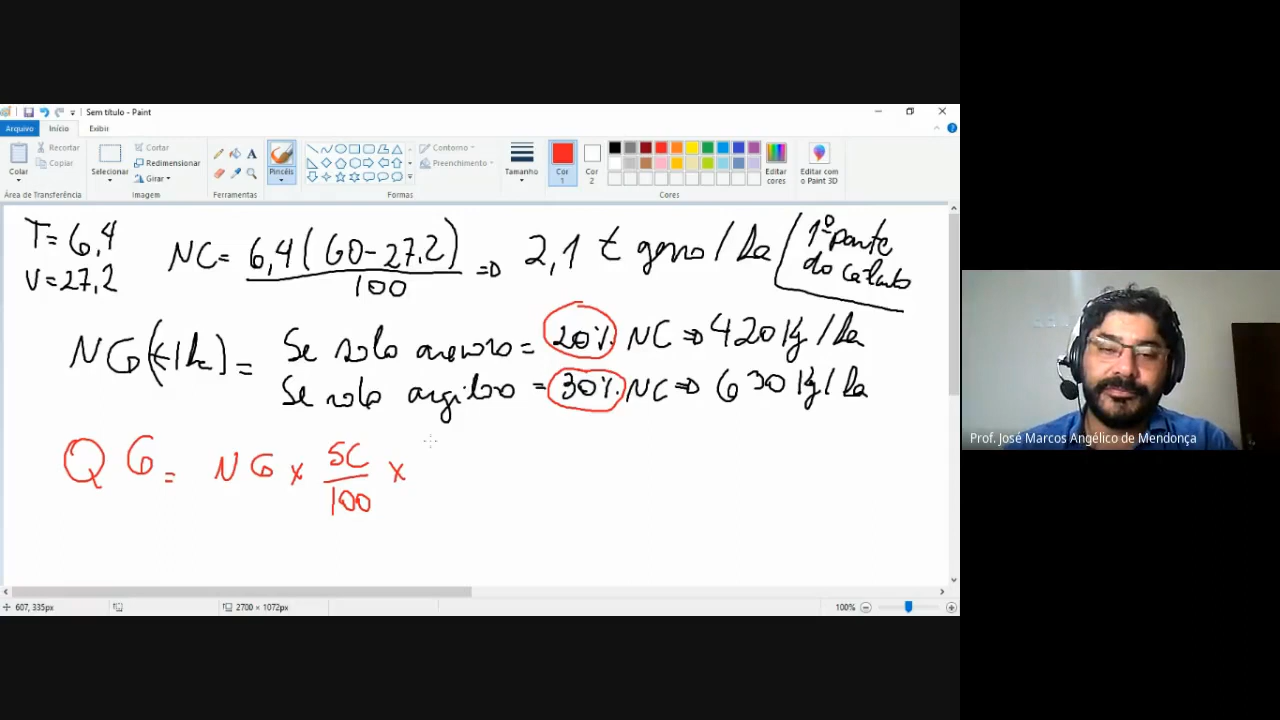 Sem título - Paint
Arquivo Início Exibir
Colar
Recortar
Copiar
Área de Transferência
Selecionar
Cortar
Redimensionar
Girar
Imagem
Ferramentas
Pincéis
Contorno
Preenchimento
Formas
Tamanho
Cor 1
Cor 2
Cores
Editar cores
Editar com o Paint 3D
T= 6,4
V= 27,2
NC= 6,4 (60-27,2)
100
=D 2,1 t gesso/ha
1ª parte
do cálculo
NG (t/ha) =
Se solo arenoso = 20% NC =D 420 Kg/ha
Se solo argiloso = 30% NC =D 630 Kg/ha
QG = NG x SC
100
x
607, 335px
2700 × 1072px
100%
Prof. José Marcos Angélico de Mendonça